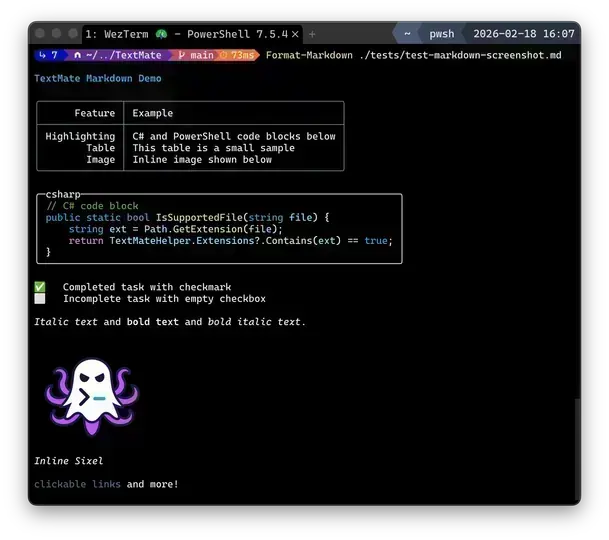 1: WezTerm - PowerShell 7.5.4 × + ~ pwsh 2026-02-18 16:07
7 ~/../TextMate main 73ms Format-Markdown ./tests/test-markdown-screenshot.md
TextMate Markdown Demo
Feature Example
Highlighting C# and PowerShell code blocks below
Table This table is a small sample
Image Inline image shown below
csharp
// C# code block
public static bool IsSupportedFile(string file) {
string ext = Path.GetExtension(file);
return TextMateHelper.Extensions?.Contains(ext) == true;
}
Completed task with checkmark
Incomplete task with empty checkbox
Italic text and bold text and bold italic text.
Inline Sixel
clickable links and more!